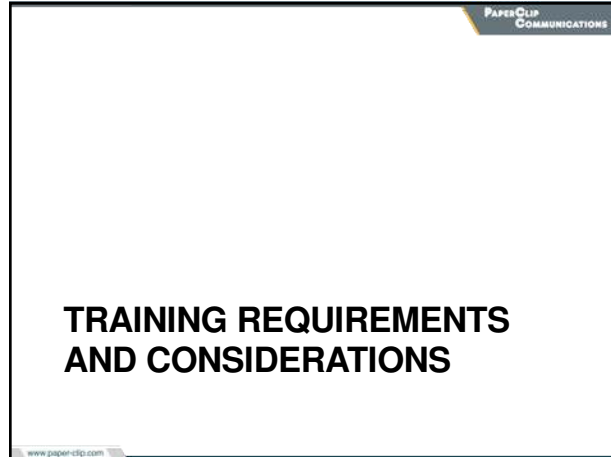 PAPERCLIP
COMMUNICATIONS
TRAINING REQUIREMENTS
AND CONSIDERATIONS
www.paper-clip.com